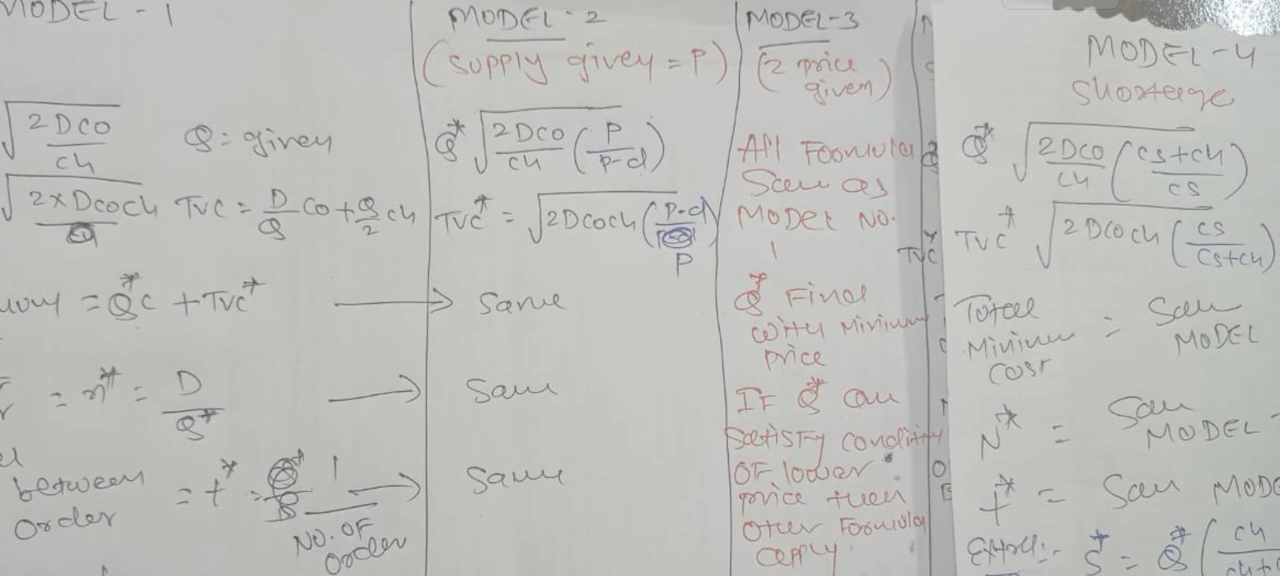 MODEL - 1
√2DCO/Ch Q = given
√2xDCoCh TVC = D/Q Co + Q/2 Ch
= Q*C + TVC*
= n* = D/Q*
between order = t* = 1/No. OF order
MODEL - 2
(supply given = P)
Q* √2DCO/Ch (P/P-d)
TVC* = √2DCoCh (P-d/P)
Same
Same
Same
MODEL-3
(2 price given)
All Foormula
Same as
MODEL NO.
1
Q* Find
with Minimum
price
IF Q* can
Satisfy condition
OF lower
price then
Other Formula
apply
MODEL-4
Shortage
Q* √2DCO/Ch (Cs+Ch/Cs)
TVC* √2DCoCh (Cs/Cs+Ch)
Total Minimum Cost = Same MODEL
N* = Same MODEL -
t* = Same MODE
Extra:- S* = Q* (Ch/Ch+